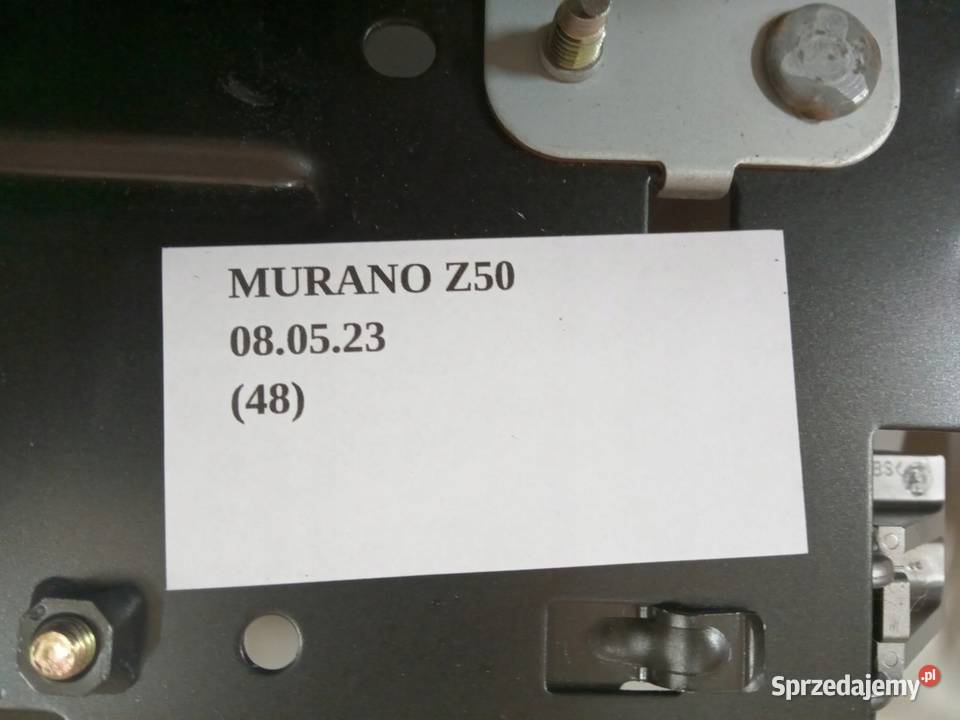 MURANO Z50
08.05.23
(48)
Sprzedajemy.pl